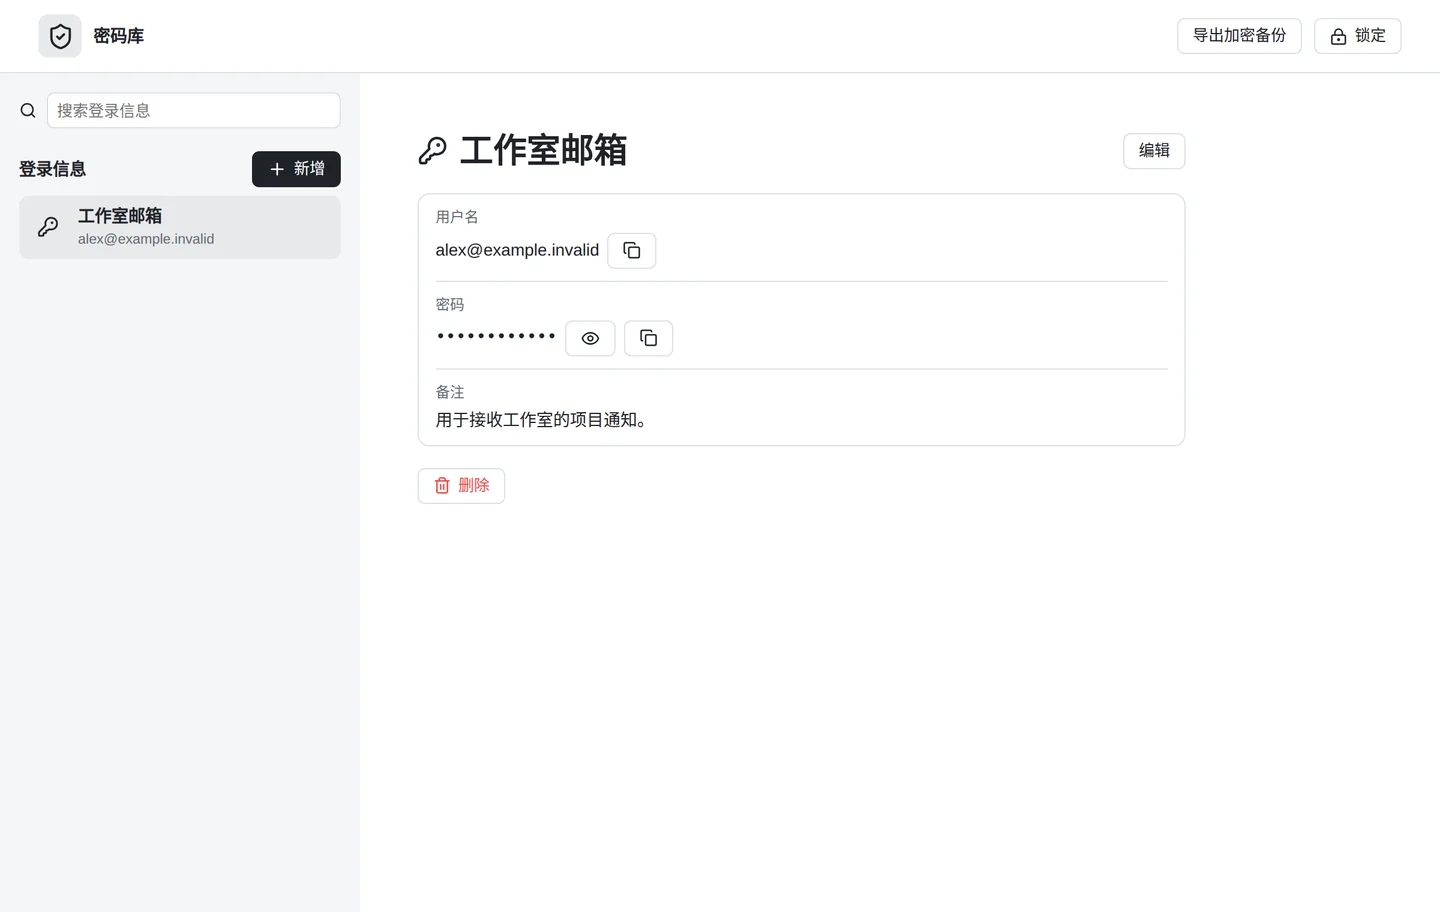 密码库
导出加密备份
锁定
搜索登录信息
登录信息
新增
工作室邮箱
alex@example.invalid
工作室邮箱
编辑
用户名
alex@example.invalid
密码
••••••••••••
备注
用于接收工作室的项目通知。
删除